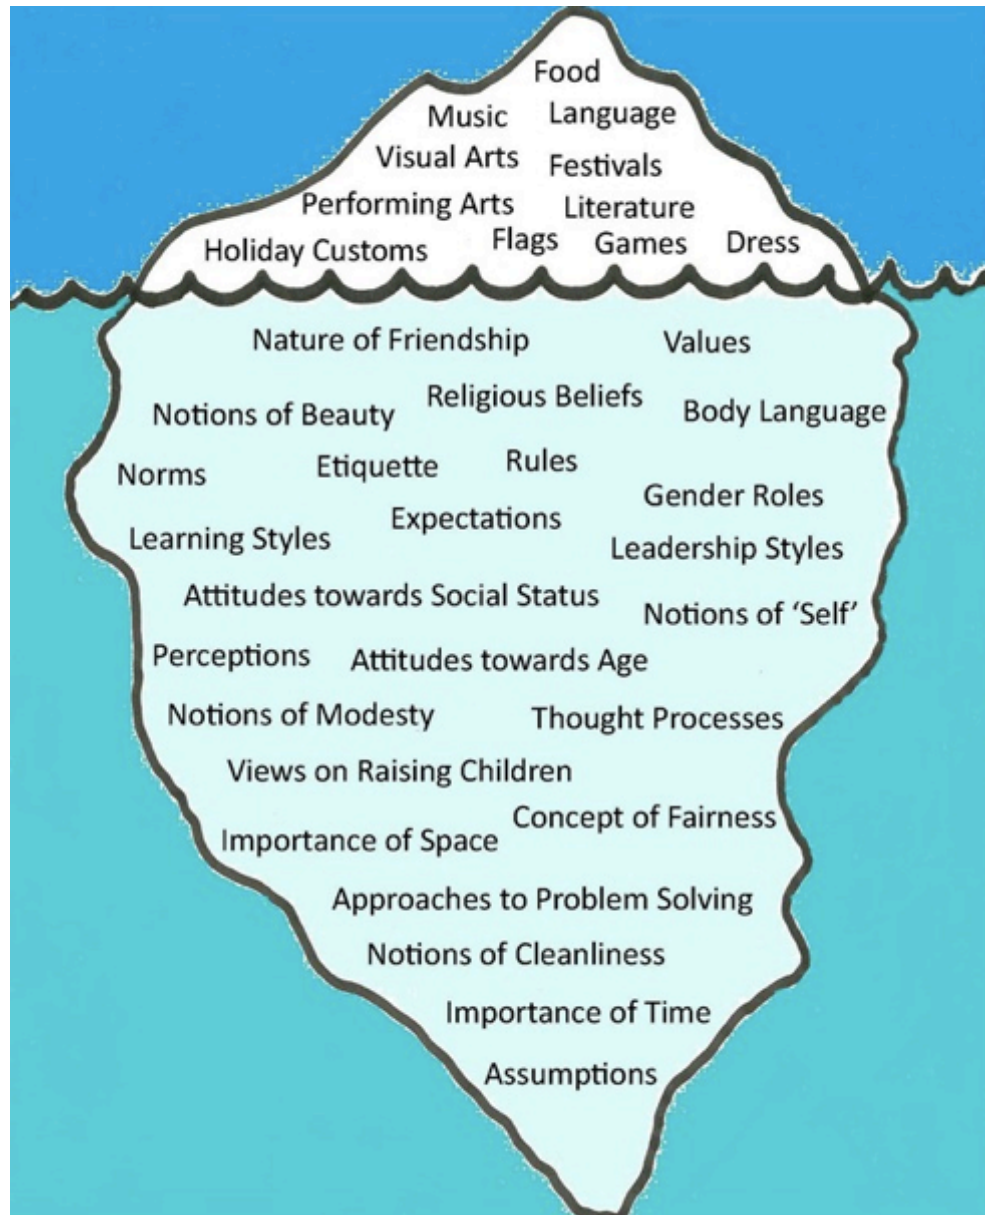 Food
Music Language
Visual Arts Festivals
Performing Arts Literature
Holiday Customs Flags Games Dress
Nature of Friendship Values
Notions of Beauty Religious Beliefs Body Language
Norms Etiquette Rules
Gender Roles
Learning Styles Expectations
Leadership Styles
Attitudes towards Social Status Notions of ‘Self’
Perceptions Attitudes towards Age
Notions of Modesty Thought Processes
Views on Raising Children
Importance of Space Concept of Fairness
Approaches to Problem Solving
Notions of Cleanliness
Importance of Time
Assumptions